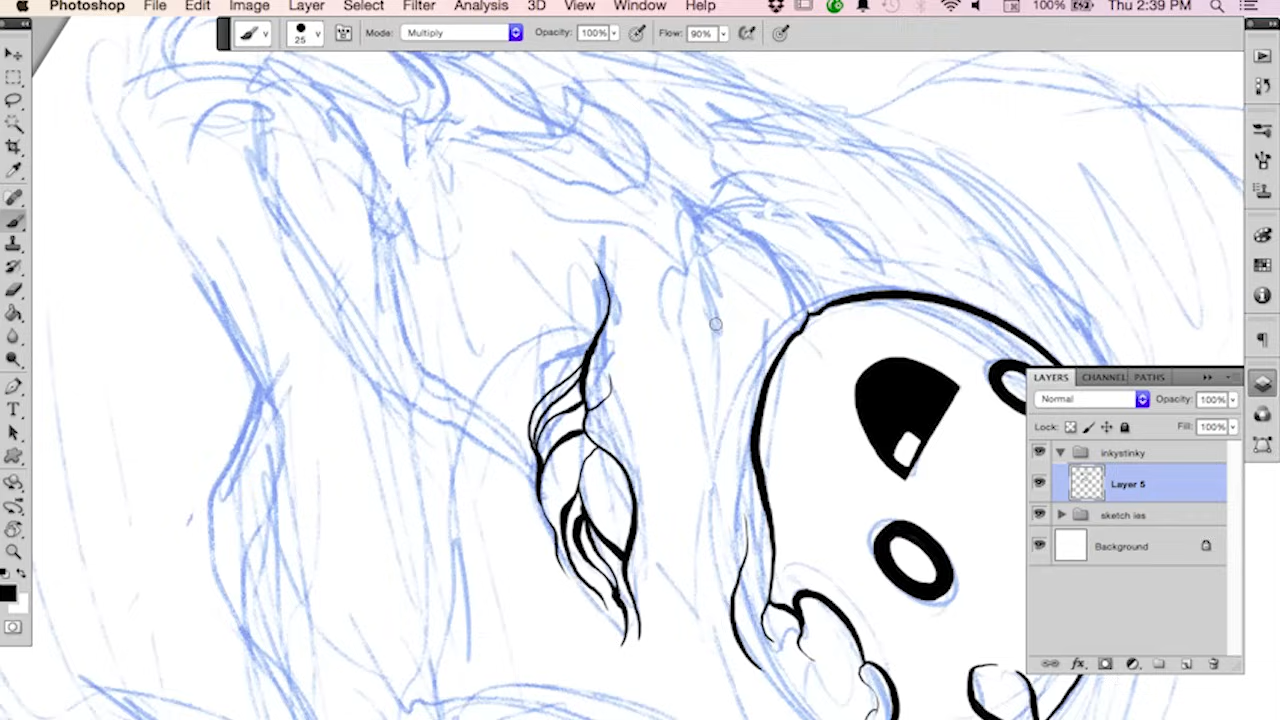 Photoshop File Edit Image Layer Select Filter Analysis 3D View Window Help 100% Thu 2:39 PM
25 Mode: Multiply Opacity: 100% Flow: 90%
LAYERS CHANNEL PATHS
Normal Opacity: 100%
Lock: Fill: 100%
inkystinky
Layer 5
sketch ies
Background